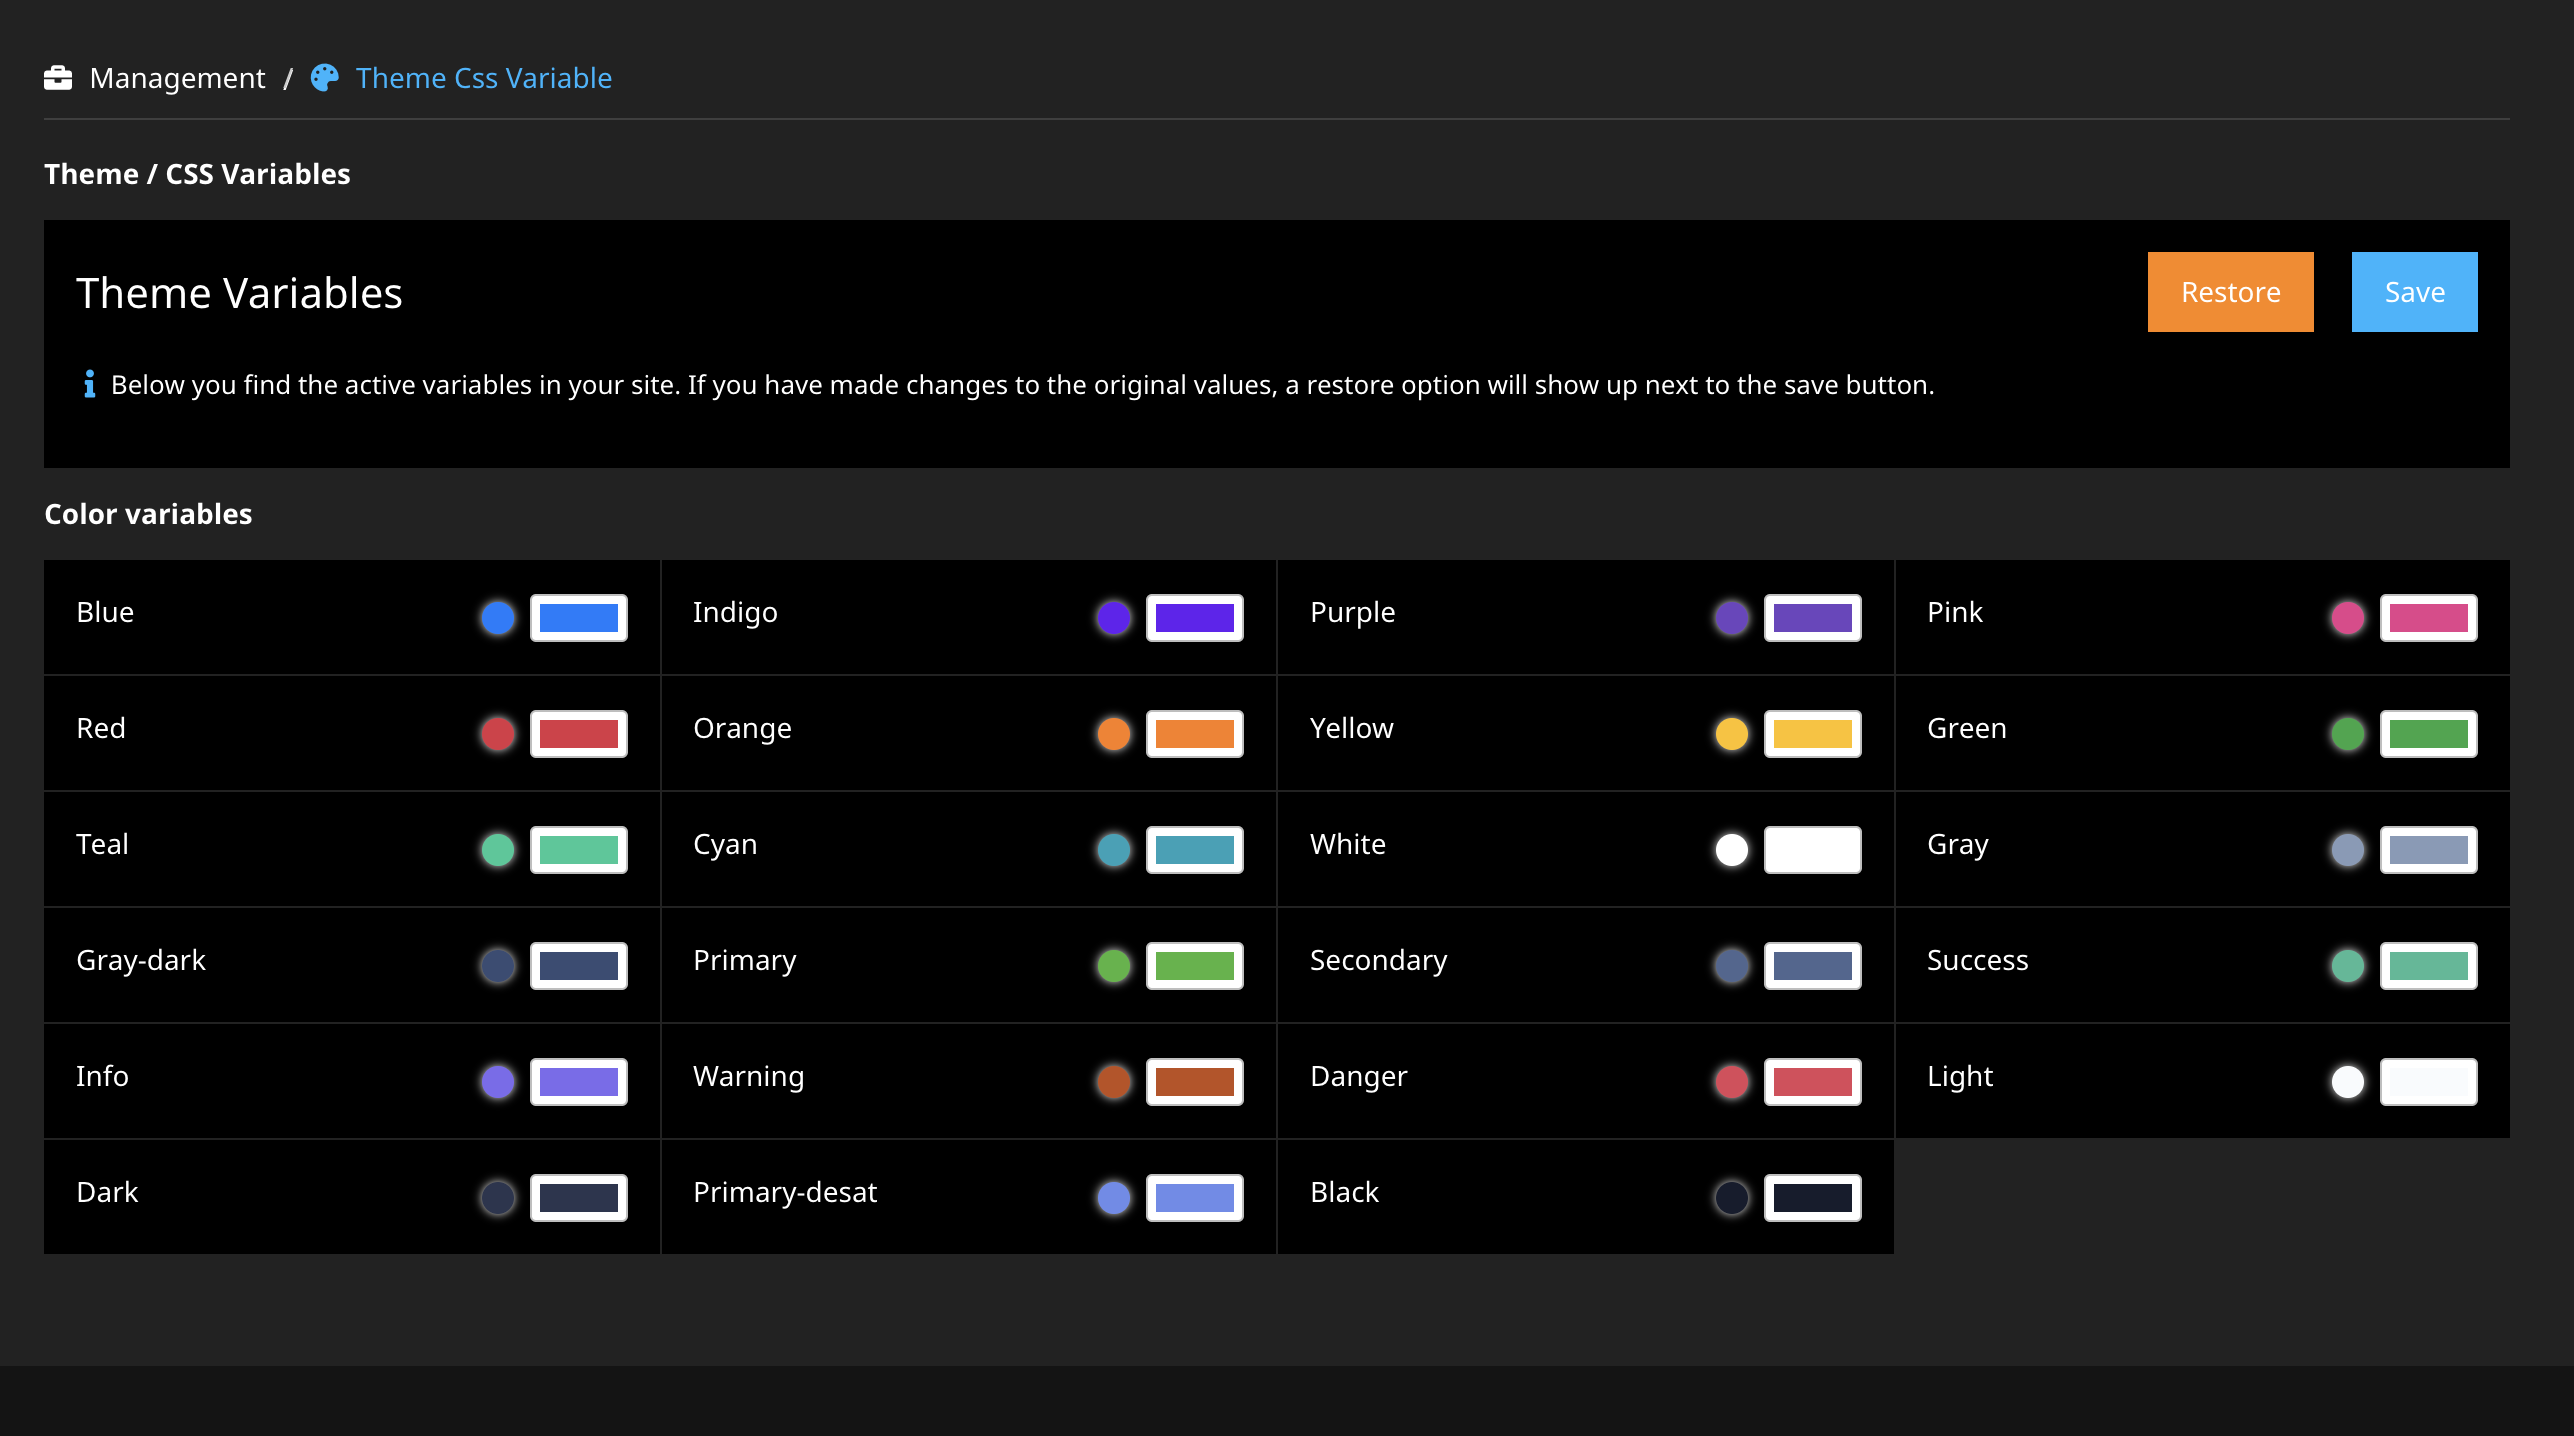 Management / Theme Css Variable
Theme / CSS Variables
Theme Variables
Restore
Save
Below you find the active variables in your site. If you have made changes to the original values, a restore option will show up next to the save button.
Color variables
Blue
Indigo
Purple
Pink
Red
Orange
Yellow
Green
Teal
Cyan
White
Gray
Gray-dark
Primary
Secondary
Success
Info
Warning
Danger
Light
Dark
Primary-desat
Black